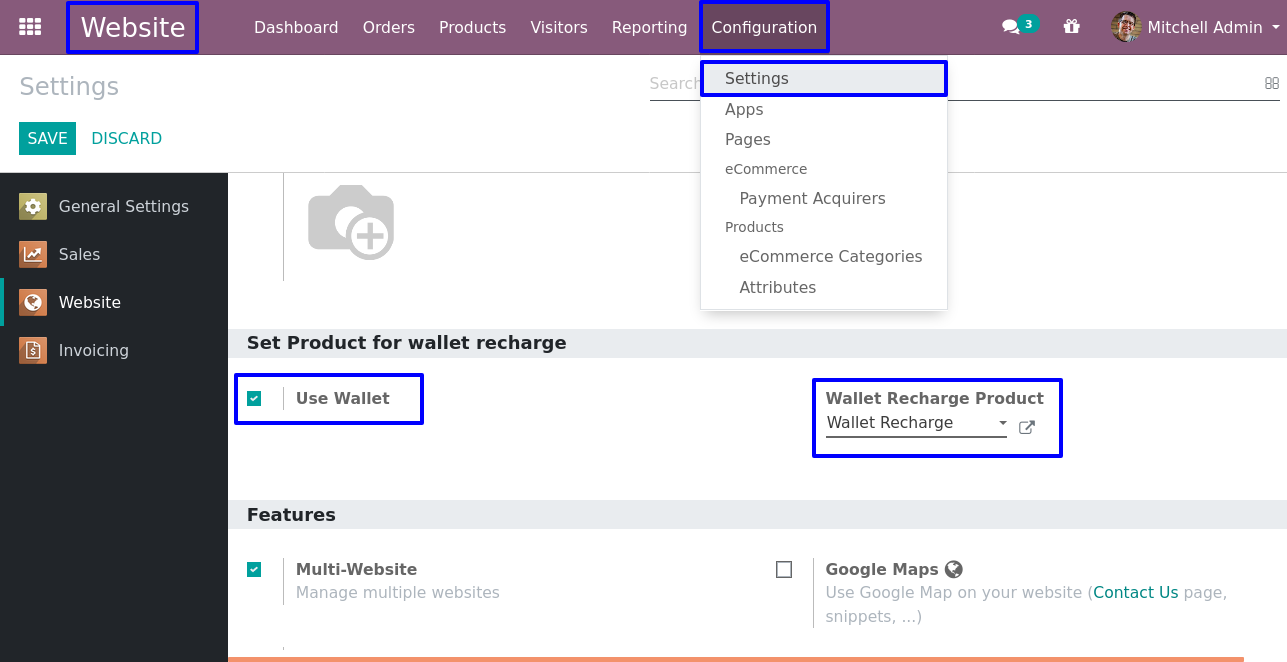 Website
Dashboard Orders Products Visitors Reporting Configuration
3
Mitchell Admin
Settings
Search
Settings
Apps
Pages
eCommerce
Payment Acquirers
Products
eCommerce Categories
Attributes
SAVE DISCARD
General Settings
Sales
Website
Invoicing
Set Product for wallet recharge
Use Wallet
Wallet Recharge Product
Wallet Recharge
Features
Multi-Website
Manage multiple websites
Google Maps
Use Google Map on your website (Contact Us page,
snippets, ...)